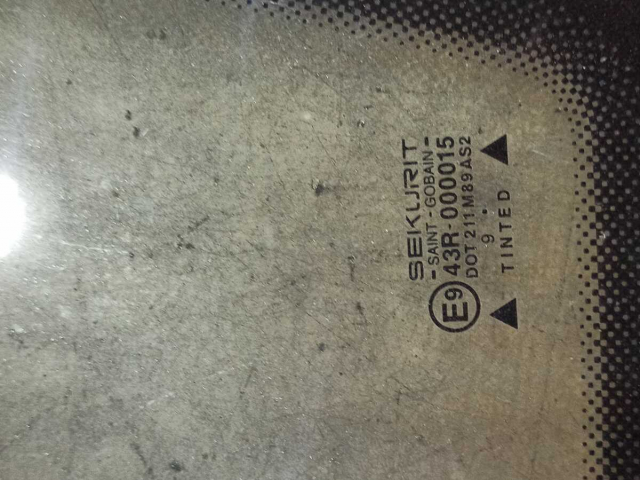 SEKURIT
- SAINT - GOBAIN -
E9 43R-000015
DOT 211 M89 AS2
9 .
TINTED